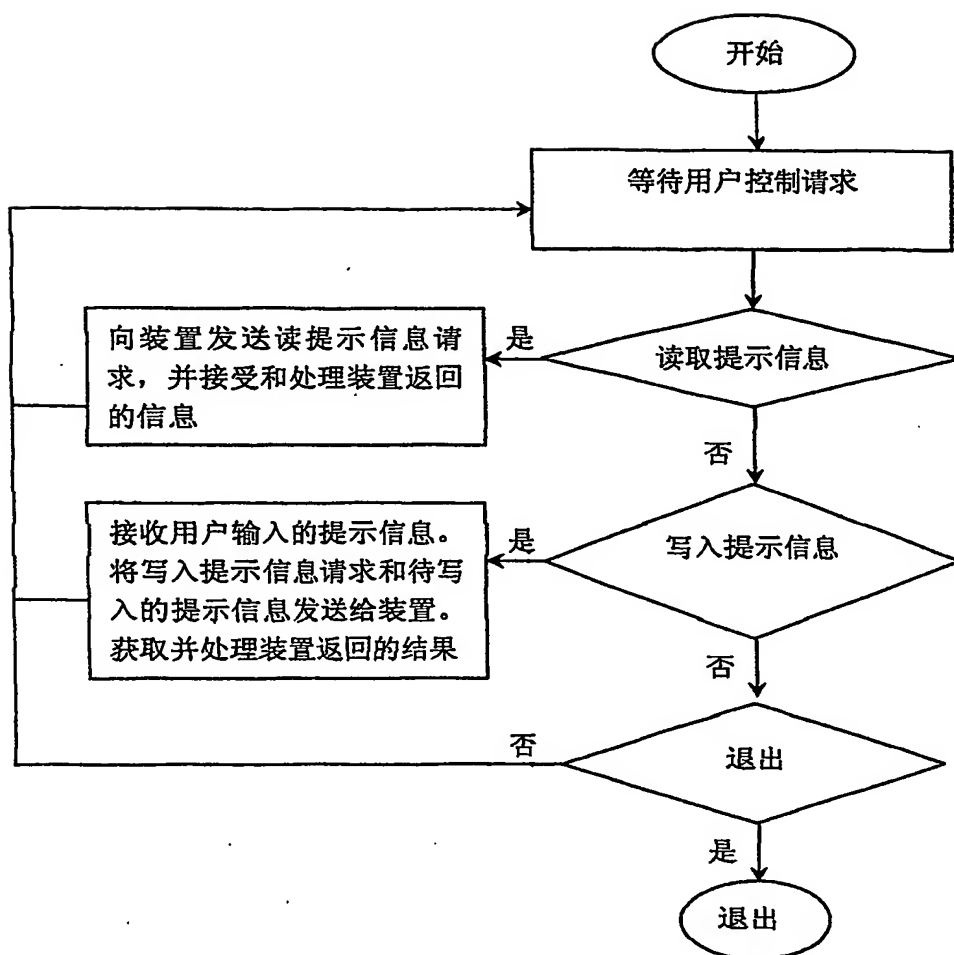 开始
等待用户控制请求
向装置发送读提示信息请
求，并接受和处理装置返回
的信息
是
读取提示信息
否
接收用户输入的提示信息。
将写入提示信息请求和待写
入的提示信息发送给装置。
获取并处理装置返回的结果
是
写入提示信息
否
否
退出
是
退出